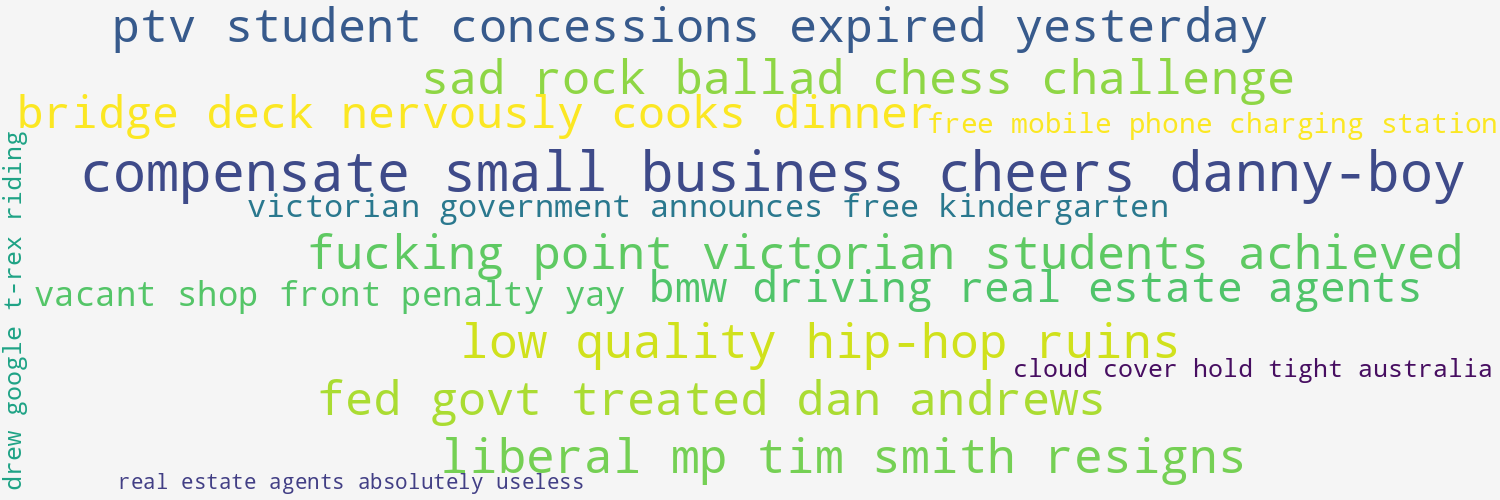 ptv student concessions expired yesterday
sad rock ballad chess challenge
bridge deck nervously cooks dinner
free mobile phone charging station
compensate small business cheers danny-boy
victorian government announces free kindergarten
fucking point victorian students achieved
vacant shop front penalty yay
bmw driving real estate agents
low quality hip-hop ruins
cloud cover hold tight australia
fed govt treated dan andrews
liberal mp tim smith resigns
real estate agents absolutely useless
drew google t-rex riding